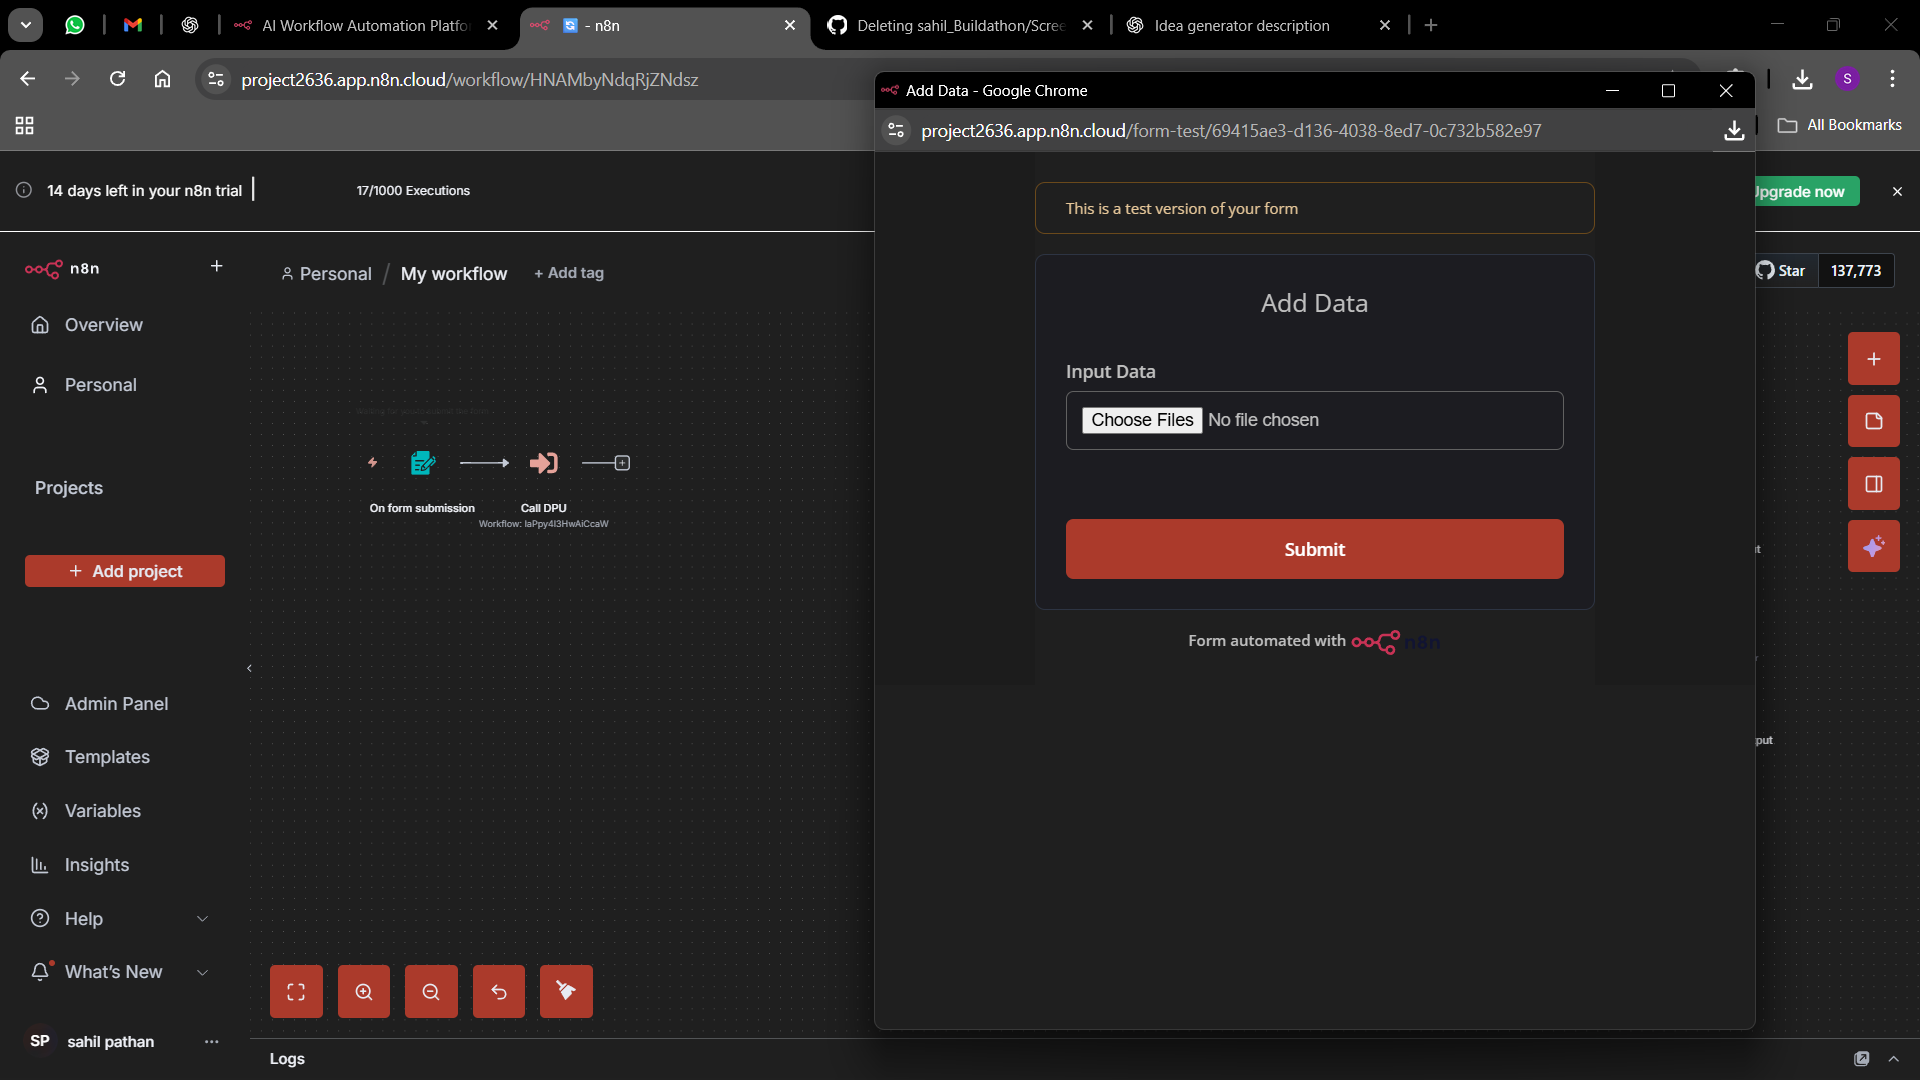 AI Workflow Automation Platfo
- n8n
Deleting sahil_Buildathon/Scree
Idea generator description
project2636.app.n8n.cloud/workflow/HNAMbyNdqRjZNdsz
S
All Bookmarks
Add Data - Google Chrome
project2636.app.n8n.cloud/form-test/69415ae3-d136-4038-8ed7-0c732b582e97
14 days left in your n8n trial
17/1000 Executions
Upgrade now
n8n
Personal / My workflow
+ Add tag
Star
137,773
Overview
Personal
Projects
+ Add project
Admin Panel
Templates
Variables
Insights
Help
What's New
SP
sahil pathan
On form submission
Call DPU
Workflow: IaPpy4I3HwAiCcaW
Logs
This is a test version of your form
Add Data
Input Data
Choose Files No file chosen
Submit
Form automated with n8n
put